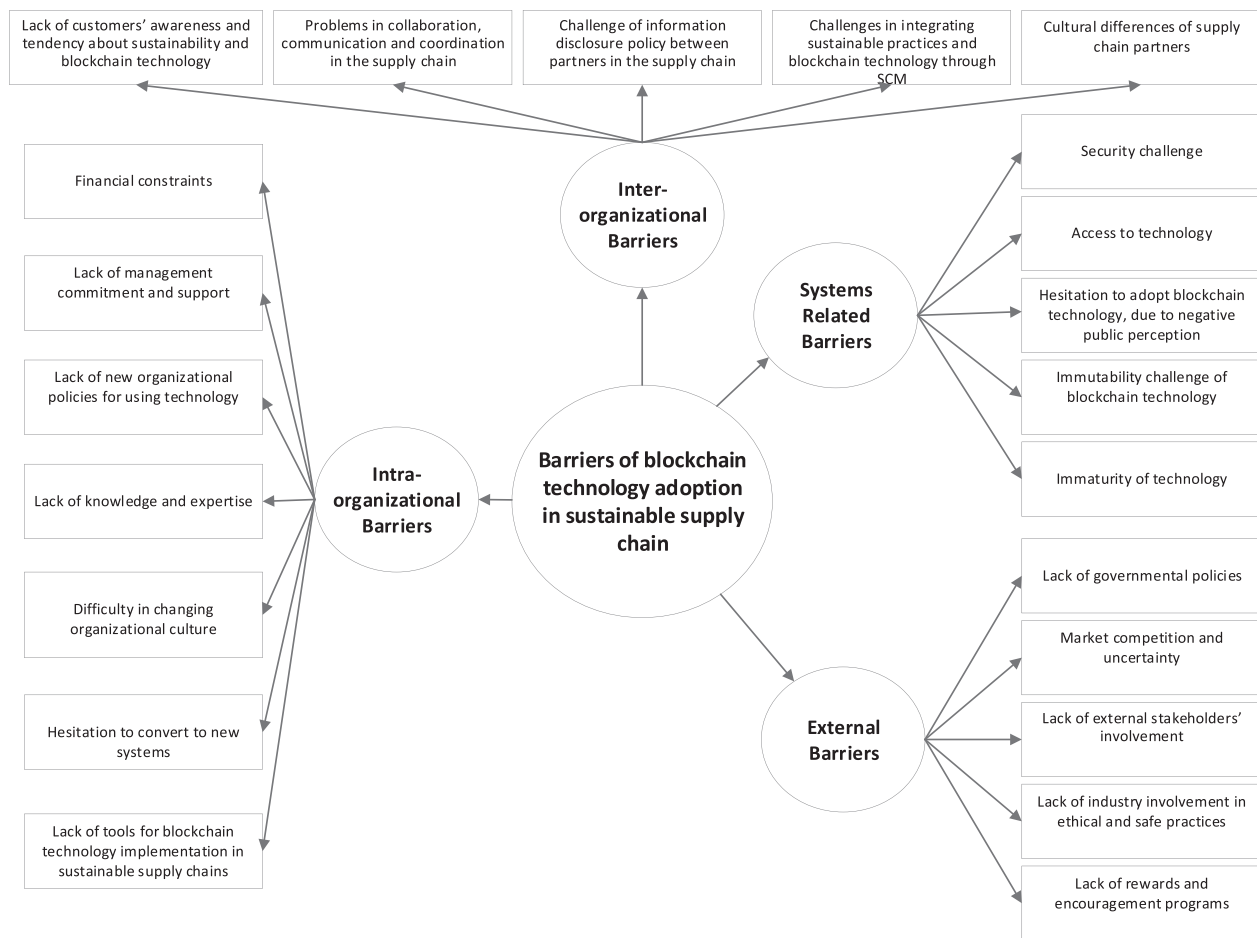 Lack of customers’ awareness and
tendency about sustainability and
blockchain technology
Problems in collaboration,
communication and coordination
in the supply chain
Challenge of information
disclosure policy between
partners in the supply chain
Challenges in integrating
sustainable practices and
blockchain technology through
SCM
Cultural differences of supply
chain partners
Inter-
organizational
Barriers
Systems
Related
Barriers
Security challenge
Access to technology
Hesitation to adopt blockchain
technology, due to negative
public perception
Immutability challenge of
blockchain technology
Immaturity of technology
Financial constraints
Lack of management
commitment and support
Lack of new organizational
policies for using technology
Lack of knowledge and expertise
Difficulty in changing
organizational culture
Hesitation to convert to new
systems
Lack of tools for blockchain
technology implementation in
sustainable supply chains
Intra-
organizational
Barriers
Barriers of blockchain
technology adoption
in sustainable supply
chain
External
Barriers
Lack of governmental policies
Market competition and
uncertainty
Lack of external stakeholders’
involvement
Lack of industry involvement in
ethical and safe practices
Lack of rewards and
encouragement programs